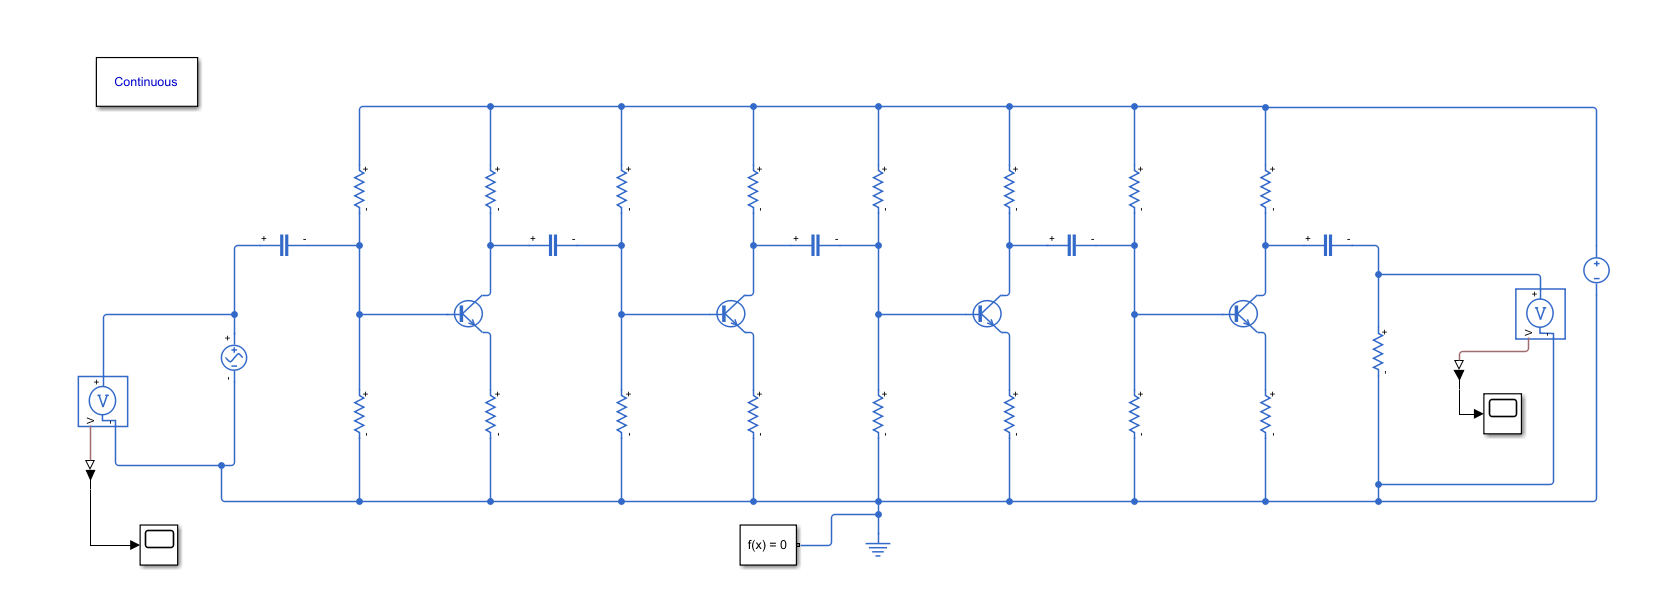 Continuous
+ - + - + - + - + -
V
V
V
V
f(x) = 0